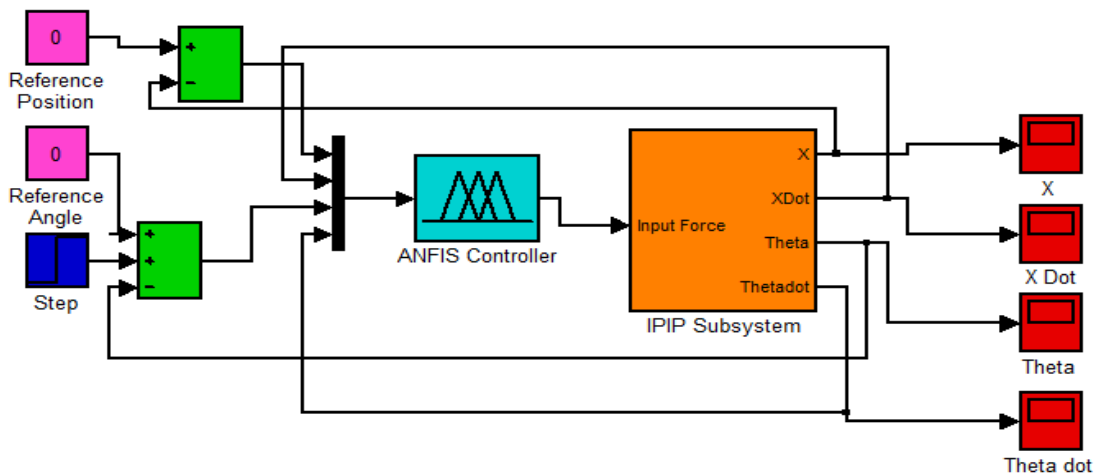 0
Reference
Position
+
−
0
Reference
Angle
+
+
−
Step
ANFIS Controller
Input Force
X
XDot
Theta
Thetadot
IPIP Subsystem
X
X Dot
Theta
Theta dot